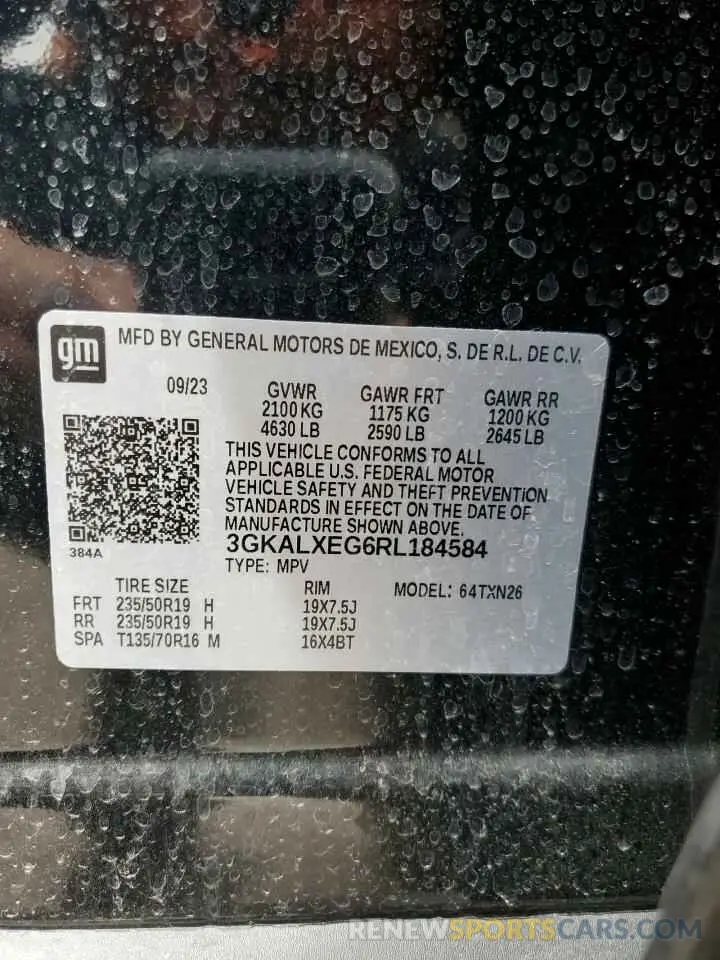 gm
MFD BY GENERAL MOTORS DE MEXICO, S. DE R.L. DE C.V.
09/23
GVWR GAWR FRT GAWR RR
2100 KG 1175 KG 1200 KG
4630 LB 2590 LB 2645 LB
THIS VEHICLE CONFORMS TO ALL
APPLICABLE U.S. FEDERAL MOTOR
VEHICLE SAFETY AND THEFT PREVENTION
STANDARDS IN EFFECT ON THE DATE OF
MANUFACTURE SHOWN ABOVE.
384A
3GKALXEG6RL184584
TYPE: MPV
TIRE SIZE RIM MODEL: 64TXN26
FRT 235/50R19 H 19X7.5J
RR 235/50R19 H 19X7.5J
SPA T135/70R16 M 16X4BT
RENEWSPORTSCARS.COM